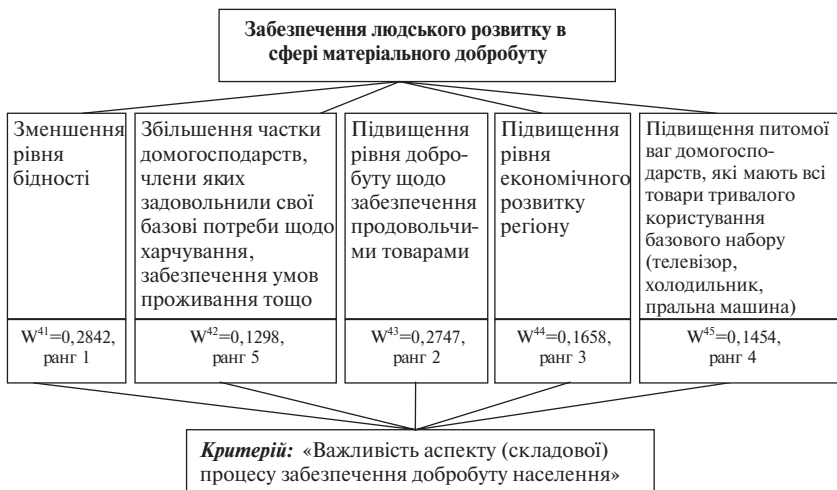 Забезпечення людського розвитку в
сфері матеріального добробуту
Зменшення
рівня
бідності
Збільшення частки
домогосподарств,
члени яких
задовольнили свої
базові потреби щодо
харчування,
забезпечення умов
проживання тощо
Підвищення
рівня добро-
буту щодо
забезпечення
продовольчи-
ми товарами
Підвищення
рівня
економічного
розвитку
регіону
Підвищення питомої
ваг домогоспо-
дарств, які мають всі
товари тривалого
користування
базового набору
(телевізор,
холодильник,
пральна машина)
W⁴¹=0,2842,
ранг 1
W⁴²=0,1298,
ранг 5
W⁴³=0,2747,
ранг 2
W⁴⁴=0,1658,
ранг 3
W⁴⁵=0,1454,
ранг 4
Критерій: «Важливість аспекту (складової)
процесу забезпечення добробуту населення»